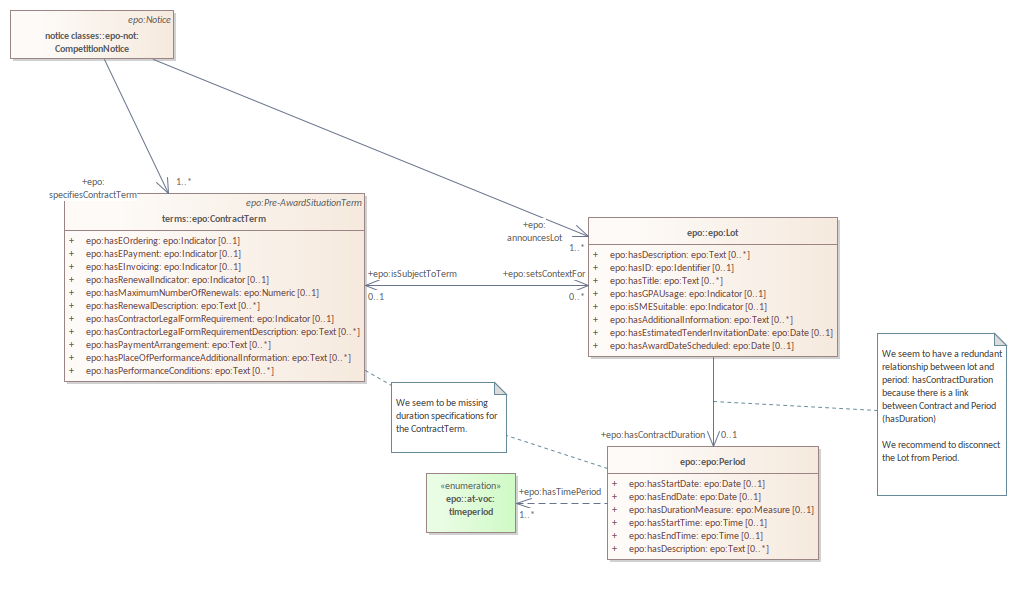 epo:Notice
notice classes::epo-not:
CompetitionNotice
+epo:
specifiesContractTerm
1..*
epo:Pre-AwardSituationTerm
terms::epo:ContractTerm
+ epo:hasEOrdering: epo:Indicator [0..1]
+ epo:hasEPayment: epo:Indicator [0..1]
+ epo:hasEInvoicing: epo:Indicator [0..1]
+ epo:hasRenewalIndicator: epo:Indicator [0..1]
+ epo:hasMaximumNumberOfRenewals: epo:Numeric [0..1]
+ epo:hasRenewalDescription: epo:Text [0..*]
+ epo:hasContractorLegalFormRequirement: epo:Indicator [0..1]
+ epo:hasContractorLegalFormRequirementDescription: epo:Text [0..*]
+ epo:hasPaymentArrangement: epo:Text [0..*]
+ epo:hasPlaceOfPerformanceAdditionalInformation: epo:Text [0..*]
+ epo:hasPerformanceConditions: epo:Text [0..*]
+epo:isSubjectToTerm
0..1
+epo:setsContextFor
0..*
+epo:
announcesLot
1..*
epo::epo:Lot
+ epo:hasDescription: epo:Text [0..*]
+ epo:hasID: epo:Identifier [0..1]
+ epo:hasTitle: epo:Text [0..*]
+ epo:hasGPAUsage: epo:Indicator [0..1]
+ epo:isSMESuitable: epo:Indicator [0..1]
+ epo:hasAdditionalInformation: epo:Text [0..*]
+ epo:hasEstimatedTenderInvitationDate: epo:Date [0..1]
+ epo:hasAwardDateScheduled: epo:Date [0..1]
We seem to have a redundant
relationship between lot and
period: hasContractDuration
because there is a link
between Contract and Period
(hasDuration)
We recommend to disconnect
the Lot from Period.
We seem to be missing
duration specifications for
the ContractTerm.
+epo:hasContractDuration
0..1
epo::epo:Period
+ epo:hasStartDate: epo:Date [0..1]
+ epo:hasEndDate: epo:Date [0..1]
+ epo:hasDurationMeasure: epo:Measure [0..1]
+ epo:hasStartTime: epo:Time [0..1]
+ epo:hasEndTime: epo:Time [0..1]
+ epo:hasDescription: epo:Text [0..*]
+epo:hasTimePeriod
1..*
«enumeration»
epo::at-voc:
timeperiod